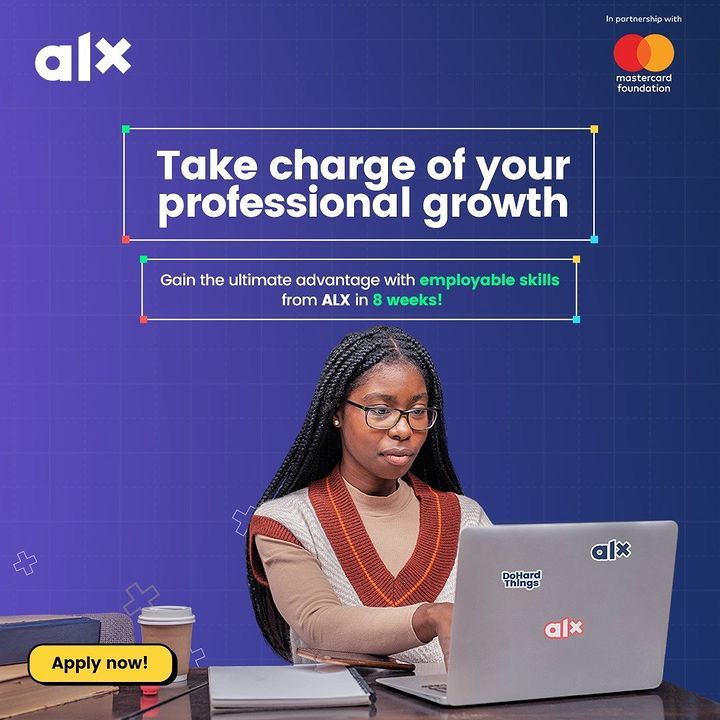 alx
In partnership with
mastercard
foundation
Take charge of your
professional growth
Gain the ultimate advantage with employable skills
from ALX in 8 weeks!
alx
DoHard
Things
alx
Apply now!